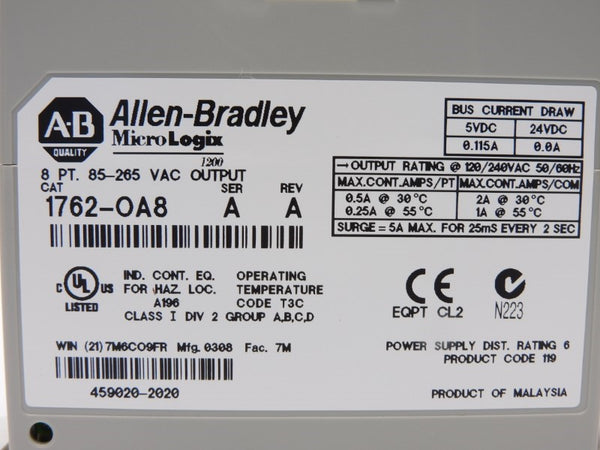 A-B
QUALITY
Allen-Bradley
MicroLogix
1200
8 PT. 85-265 VAC OUTPUT
CAT SER REV
1762-OA8 A A
BUS CURRENT DRAW
5VDC 24VDC
0.115A 0.0A
→OUTPUT RATING @ 120/240VAC 50/60Hz
MAX.CONT.AMPS/PT MAX.CONT.AMPS/COM
0.5A @ 30°C 2A @ 30°C
0.25A @ 55°C 1A @ 55°C
SURGE = 5A MAX. FOR 25mS EVERY 2 SEC
C UL US
LISTED
IND. CONT. EQ. OPERATING
FOR HAZ. LOC. TEMPERATURE
A196 CODE T3C
CLASS I DIV 2 GROUP A,B,C,D
CE
EQPT CL2 N223
WIN (21)7M6CO9FR Mfg.0308 Fac. 7M
459020-2020
POWER SUPPLY DIST. RATING 6
PRODUCT CODE 119
PRODUCT OF MALAYSIA